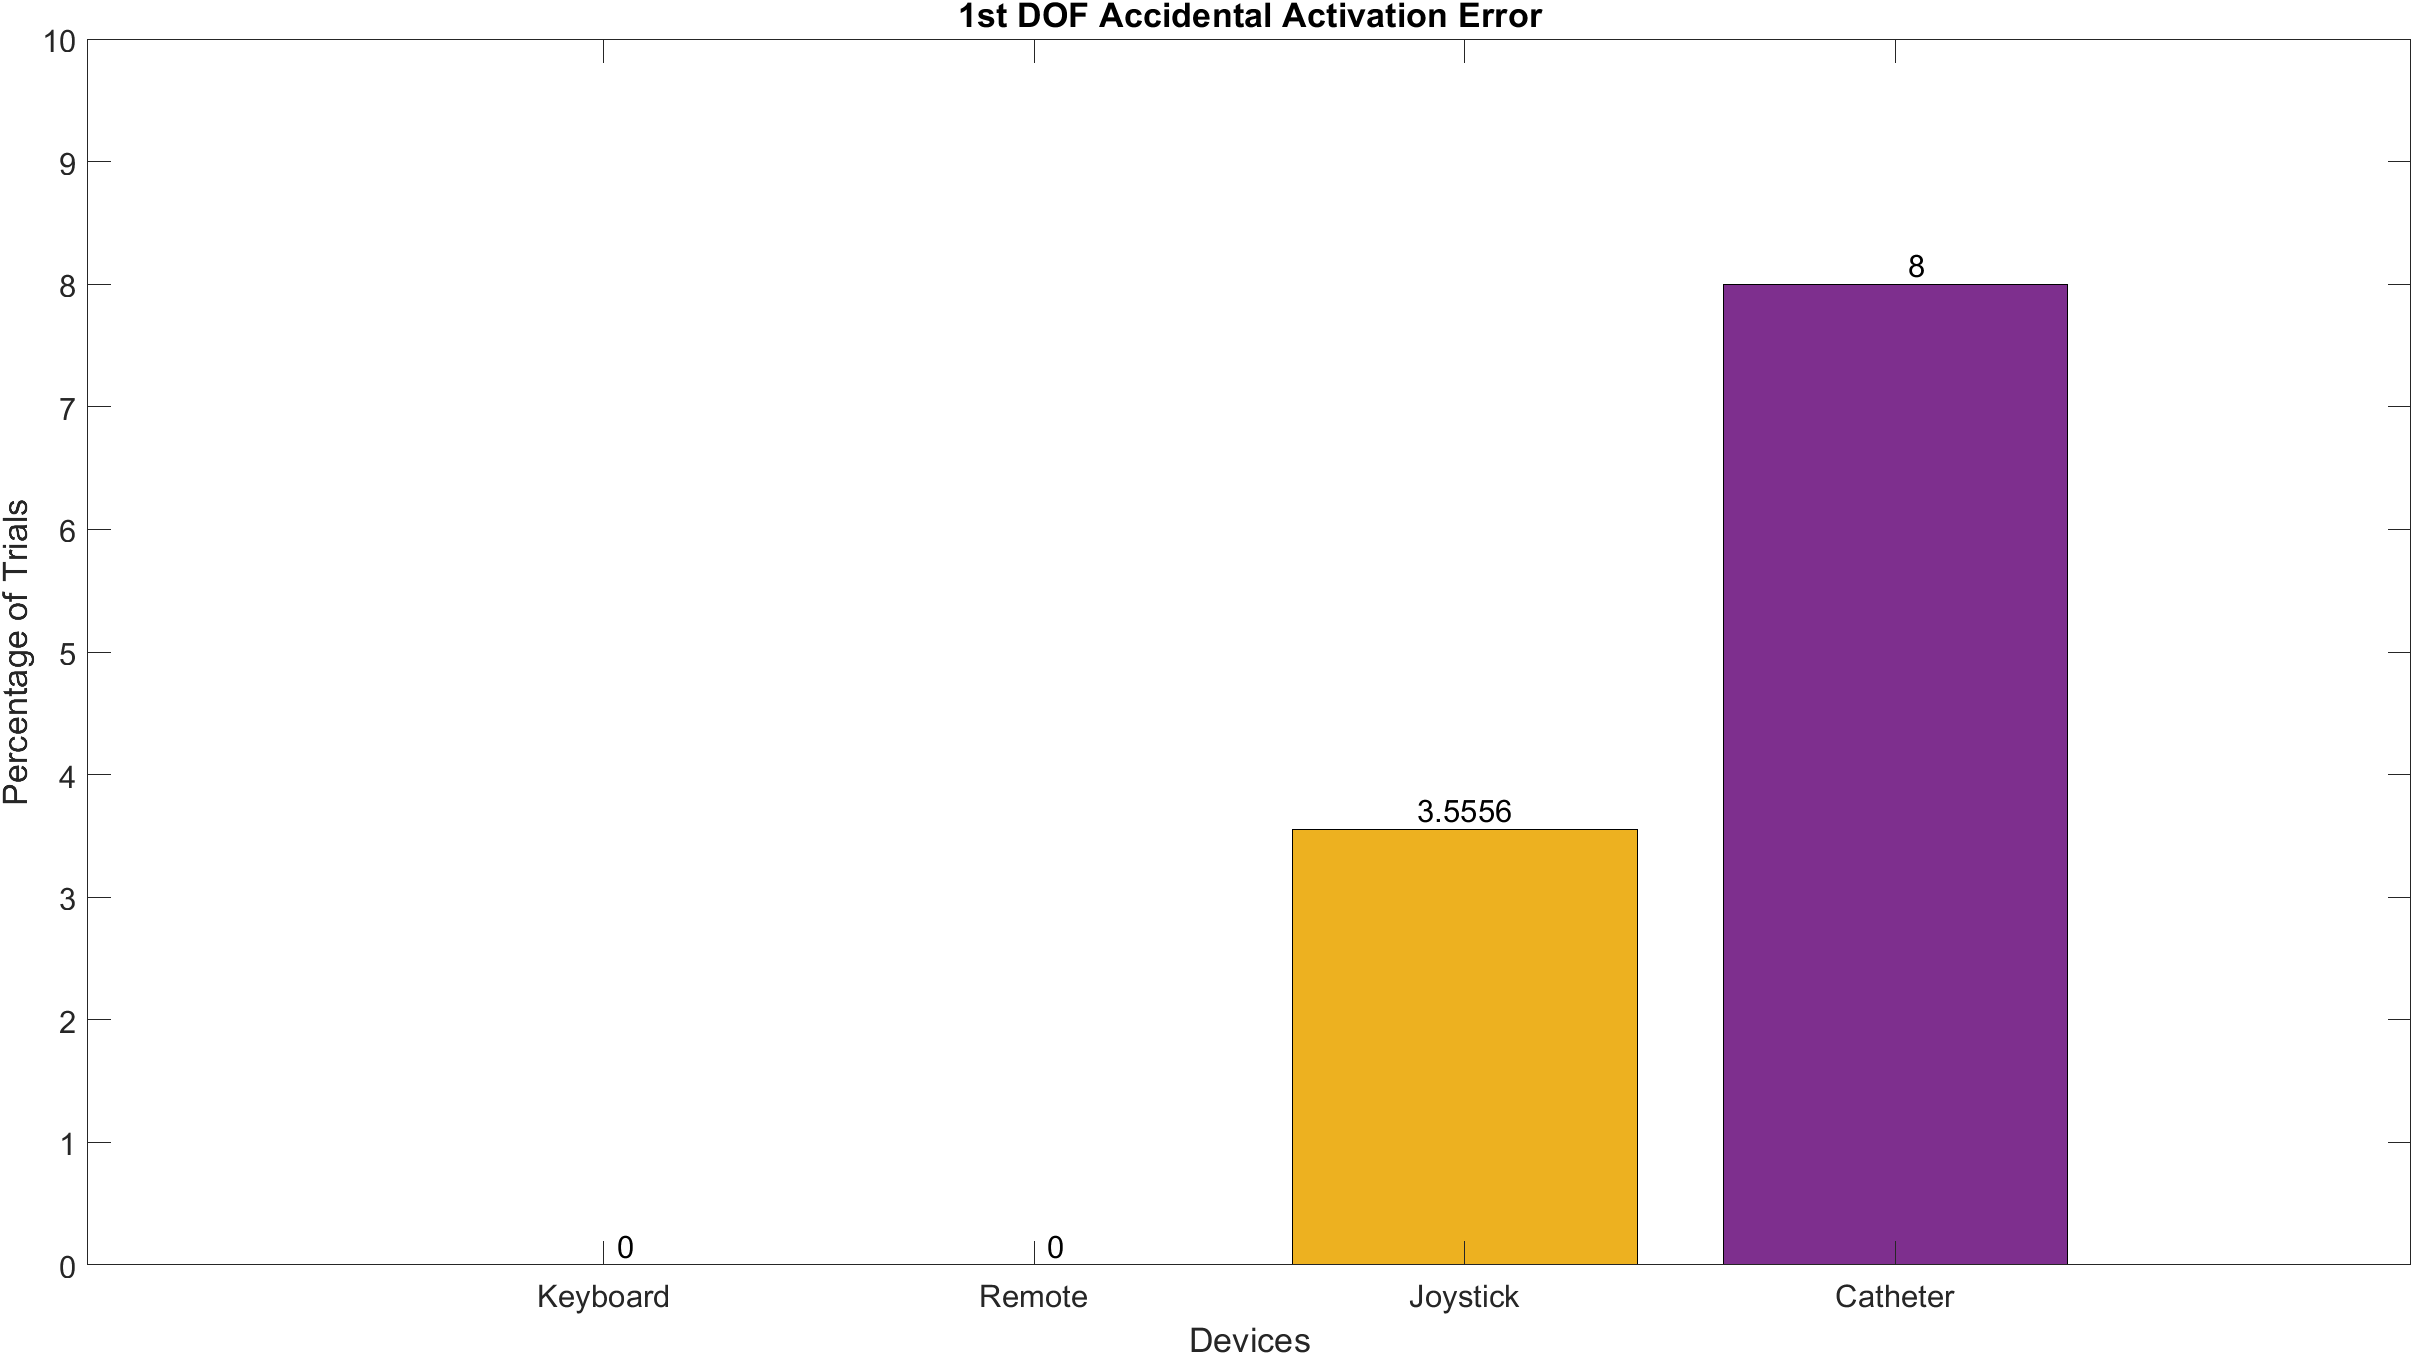 1st DOF Accidental Activation Error
10
9
8
7
6
5
4
3
2
1
0
Percentage of Trials
0
0
3.5556
8
Keyboard
Remote
Joystick
Catheter
Devices